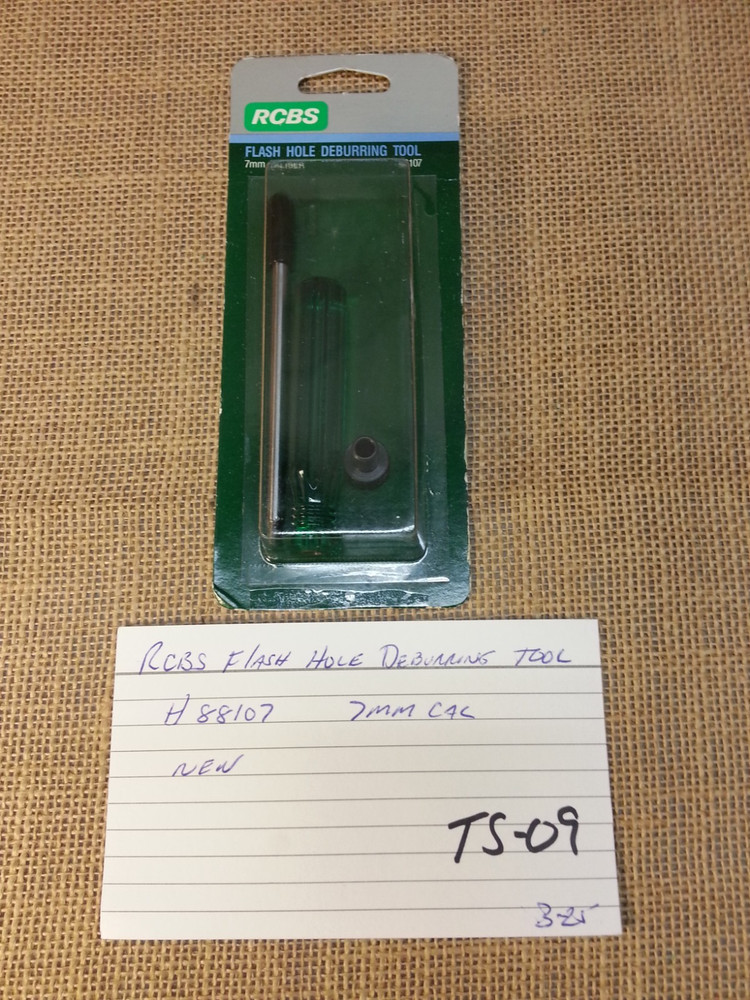 RCBS
FLASH HOLE DEBURRING TOOL
7mm 107
RCBS FLASH HOLE DEBURRING TOOL
# 88107 7MM CAL
NEW
TS-09
3-25